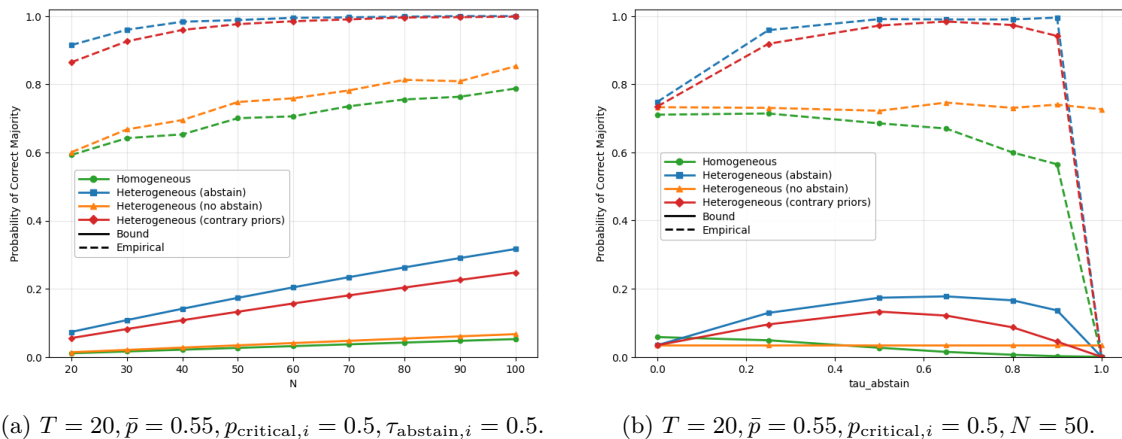 Probability of Correct Majority
1.0
0.8
0.6
0.4
0.2
0.0
Homogeneous
Heterogeneous (abstain)
Heterogeneous (no abstain)
Heterogeneous (contrary priors)
Bound
Empirical
20 30 40 50 60 70 80 90 100
N
Probability of Correct Majority
1.0
0.8
0.6
0.4
0.2
0.0
Homogeneous
Heterogeneous (abstain)
Heterogeneous (no abstain)
Heterogeneous (contrary priors)
Bound
Empirical
0.0 0.2 0.4 0.6 0.8 1.0
tau_abstain
(a) T = 20, p̄ = 0.55, p_critical,i = 0.5, τ_abstain,i = 0.5.
(b) T = 20, p̄ = 0.55, p_critical,i = 0.5, N = 50.